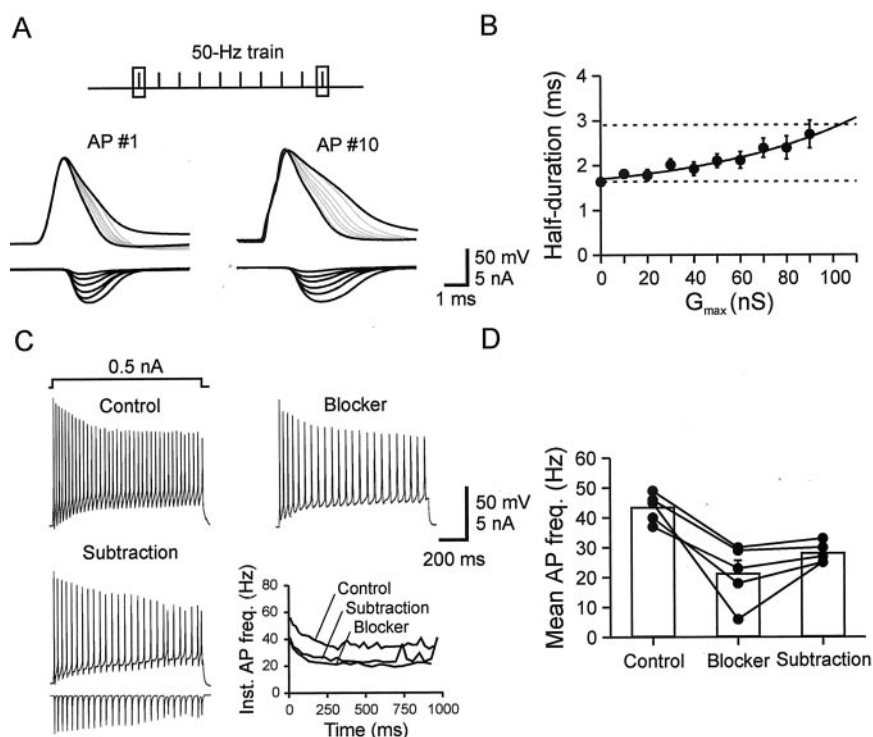 A
50-Hz train
AP #1
AP #10
50 mV
5 nA
1 ms
B
Half-duration (ms)
4
3
2
1
0
0 20 40 60 80 100
Gmax (nS)
C
0.5 nA
Control
Blocker
50 mV
5 nA
200 ms
Subtraction
Inst. AP freq. (Hz)
80
60
40
20
0
Control
Subtraction
Blocker
0 250 500 750 1000
Time (ms)
D
Mean AP freq. (Hz)
60
50
40
30
20
10
0
Control Blocker Subtraction